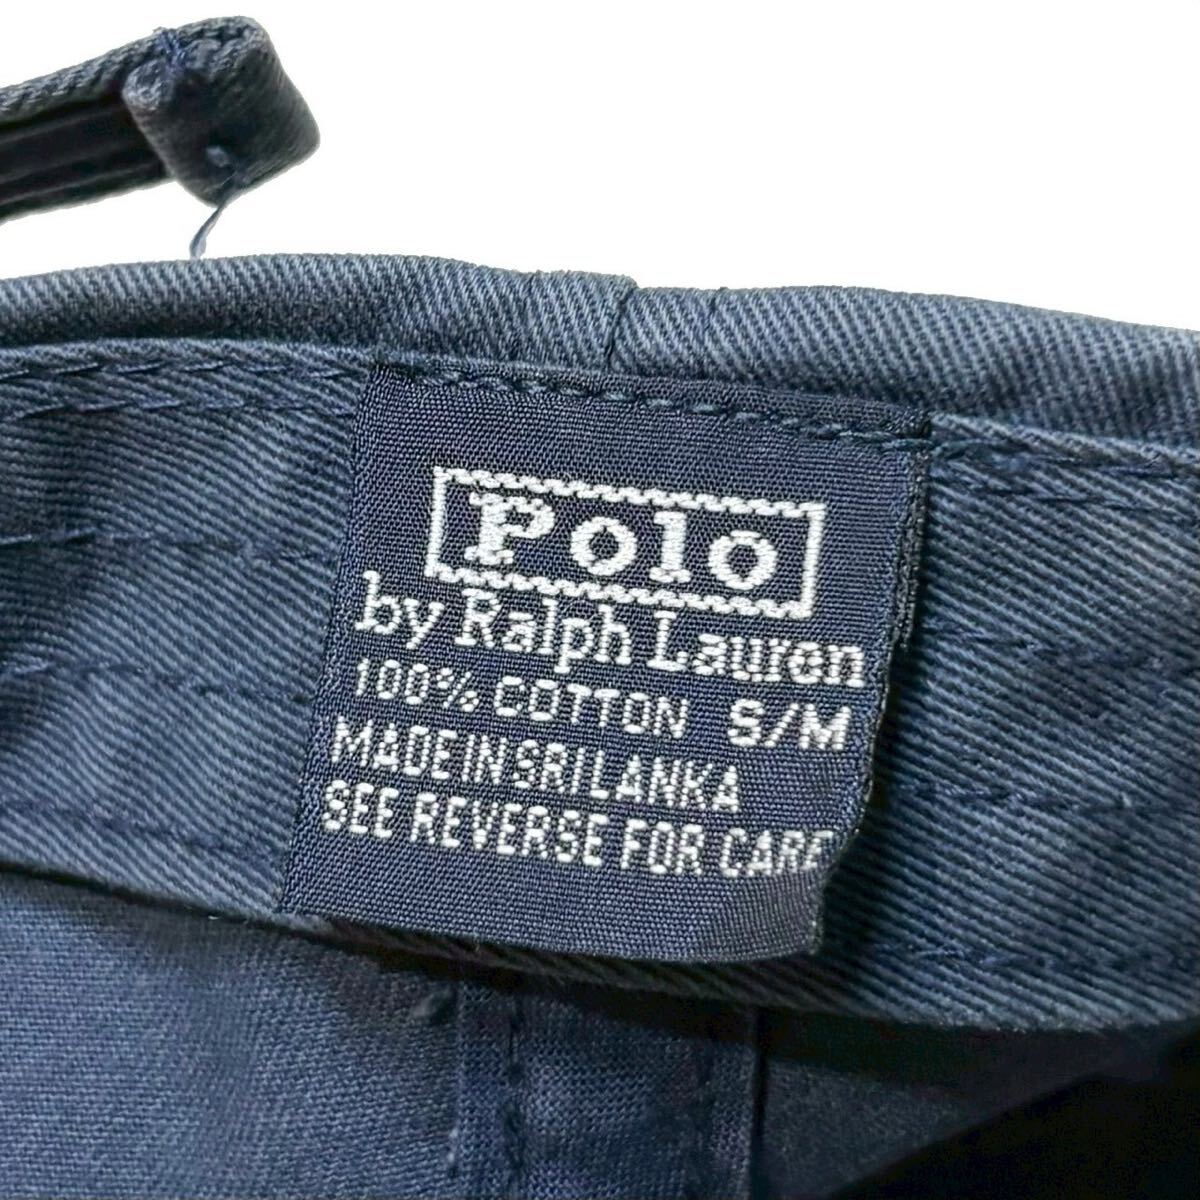 Polo
by Ralph Lauren
100% COTTON S/M
MADE IN SRI LANKA
SEE REVERSE FOR CARE